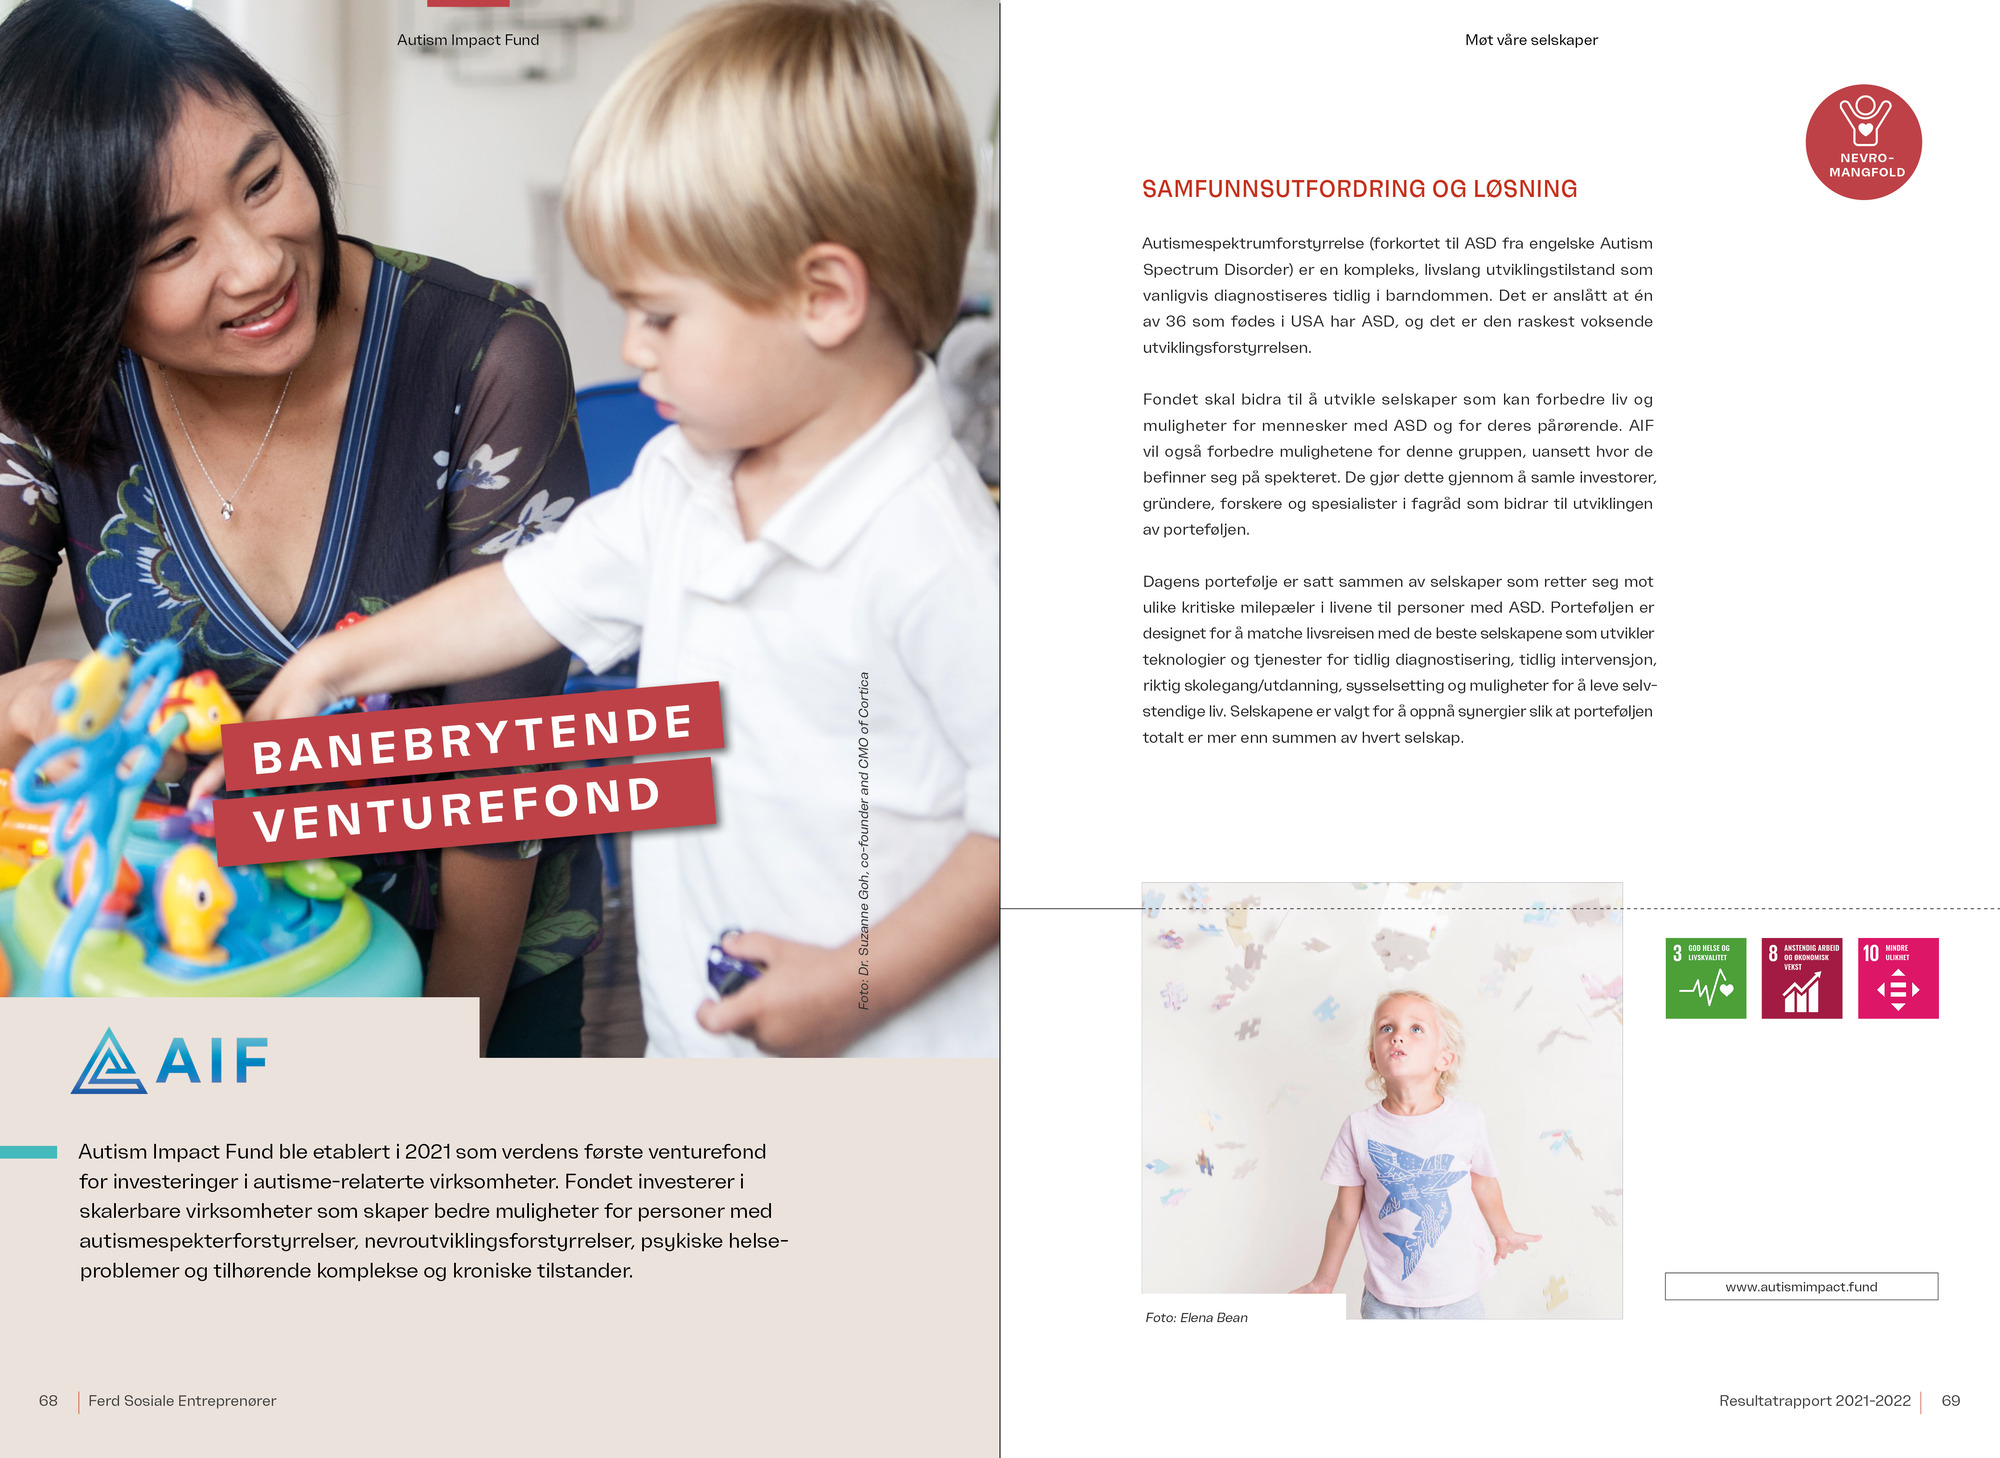 Autism Impact Fund
BANEBRYTENDE
VENTUREFOND
Foto: Dr. Suzanne Goh, co-founder and CMO of Cortica
AIF
Autism Impact Fund ble etablert i 2021 som verdens første venturefond
for investeringer i autisme-relaterte virksomheter. Fondet investerer i
skalerbare virksomheter som skaper bedre muligheter for personer med
autismespekterforstyrrelser, nevroutviklingsforstyrrelser, psykiske helse-
problemer og tilhørende komplekse og kroniske tilstander.
68
Ferd Sosiale Entreprenører
Møt våre selskaper
NEVRO-
MANGFOLD
SAMFUNNSUTFORDRING OG LØSNING
Autismespektrumforstyrrelse (forkortet til ASD fra engelske Autism
Spectrum Disorder) er en kompleks, livslang utviklingstilstand som
vanligvis diagnostiseres tidlig i barndommen. Det er anslått at én
av 36 som fødes i USA har ASD, og det er den raskest voksende
utviklingsforstyrrelsen.
Fondet skal bidra til å utvikle selskaper som kan forbedre liv og
muligheter for mennesker med ASD og for deres pårørende. AIF
vil også forbedre mulighetene for denne gruppen, uansett hvor de
befinner seg på spekteret. De gjør dette gjennom å samle investorer,
gründere, forskere og spesialister i fagråd som bidrar til utviklingen
av porteføljen.
Dagens portefølje er satt sammen av selskaper som retter seg mot
ulike kritiske milepæler i livene til personer med ASD. Porteføljen er
designet for å matche livsreisen med de beste selskapene som utvikler
teknologier og tjenester for tidlig diagnostisering, tidlig intervensjon,
riktig skolegang/utdanning, sysselsetting og muligheter for å leve selv-
stendige liv. Selskapene er valgt for å oppnå synergier slik at porteføljen
totalt er mer enn summen av hvert selskap.
3 GOD HELSE OG
LIVSKVALITET
8 ANSTENDIG ARBEID
OG ØKONOMISK
VEKST
10 MINDRE
ULIKHET
www.autismimpact.fund
Foto: Elena Bean
Resultatrapport 2021-2022
69